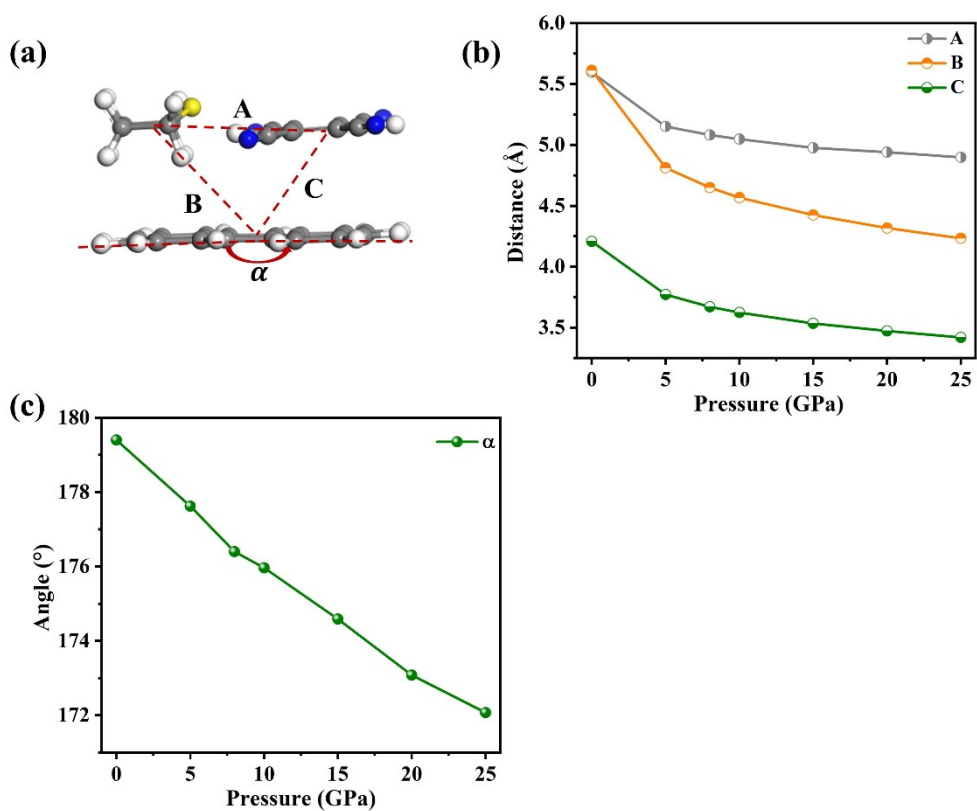 (a)
A
B
C
α
(b)
Distance (Å)
6.0
5.5
5.0
4.5
4.0
3.5
A
B
C
0 5 10 15 20 25
Pressure (GPa)
(c)
Angle (°)
180
178
176
174
172
α
0 5 10 15 20 25
Pressure (GPa)